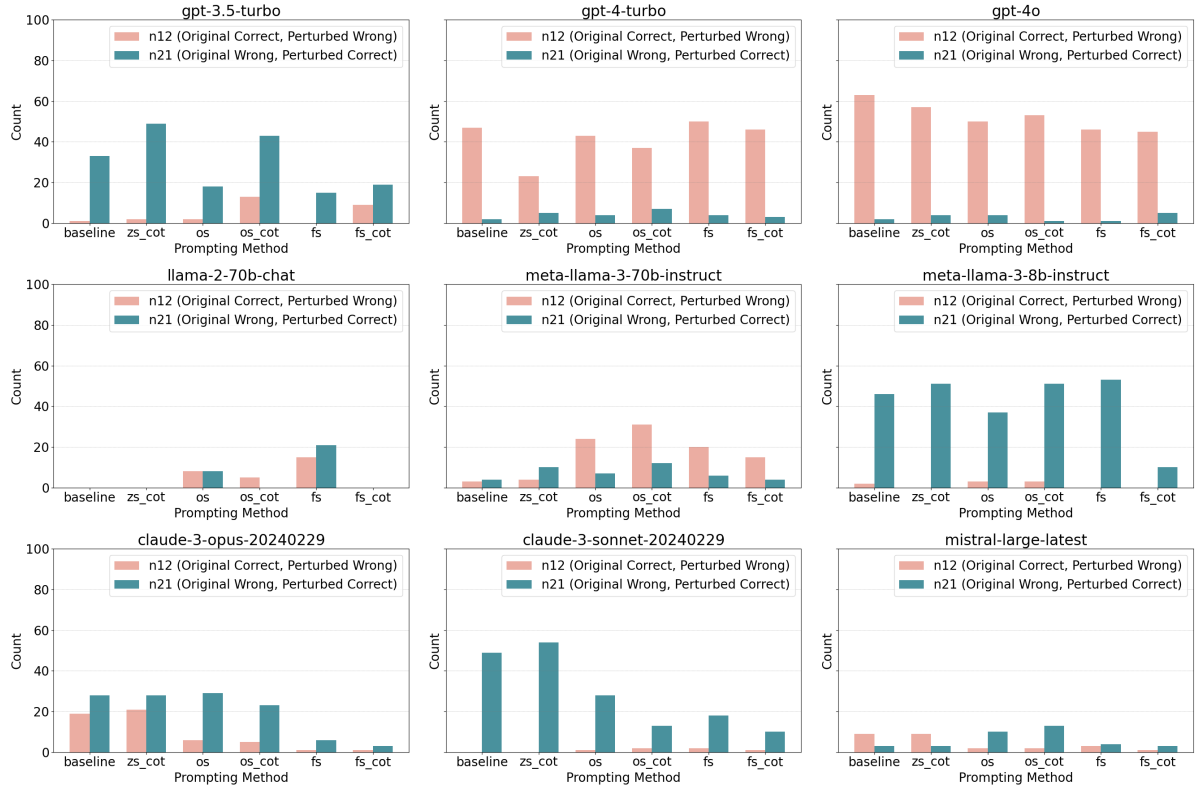 gpt-3.5-turbo
100
80
60
40
20
0
Count
n12 (Original Correct, Perturbed Wrong)
n21 (Original Wrong, Perturbed Correct)
baseline zs_cot os os_cot fs fs_cot
Prompting Method
gpt-4-turbo
Count
n12 (Original Correct, Perturbed Wrong)
n21 (Original Wrong, Perturbed Correct)
baseline zs_cot os os_cot fs fs_cot
Prompting Method
gpt-4o
Count
n12 (Original Correct, Perturbed Wrong)
n21 (Original Wrong, Perturbed Correct)
baseline zs_cot os os_cot fs fs_cot
Prompting Method
llama-2-70b-chat
100
80
60
40
20
0
Count
n12 (Original Correct, Perturbed Wrong)
n21 (Original Wrong, Perturbed Correct)
baseline zs_cot os os_cot fs fs_cot
Prompting Method
meta-llama-3-70b-instruct
Count
n12 (Original Correct, Perturbed Wrong)
n21 (Original Wrong, Perturbed Correct)
baseline zs_cot os os_cot fs fs_cot
Prompting Method
meta-llama-3-8b-instruct
Count
n12 (Original Correct, Perturbed Wrong)
n21 (Original Wrong, Perturbed Correct)
baseline zs_cot os os_cot fs fs_cot
Prompting Method
claude-3-opus-20240229
100
80
60
40
20
0
Count
n12 (Original Correct, Perturbed Wrong)
n21 (Original Wrong, Perturbed Correct)
baseline zs_cot os os_cot fs fs_cot
Prompting Method
claude-3-sonnet-20240229
Count
n12 (Original Correct, Perturbed Wrong)
n21 (Original Wrong, Perturbed Correct)
baseline zs_cot os os_cot fs fs_cot
Prompting Method
mistral-large-latest
Count
n12 (Original Correct, Perturbed Wrong)
n21 (Original Wrong, Perturbed Correct)
baseline zs_cot os os_cot fs fs_cot
Prompting Method